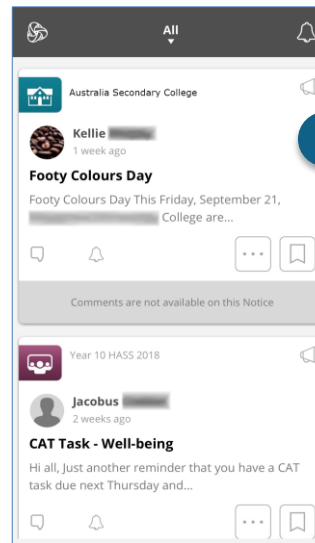 All
Australia Secondary College
Kellie
1 week ago
Footy Colours Day
Footy Colours Day This Friday, September 21,
College are...
Comments are not available on this Notice
Year 10 HASS 2018
Jacobus
2 weeks ago
CAT Task - Well-being
Hi all, Just another reminder that you have a CAT
task due next Thursday and...